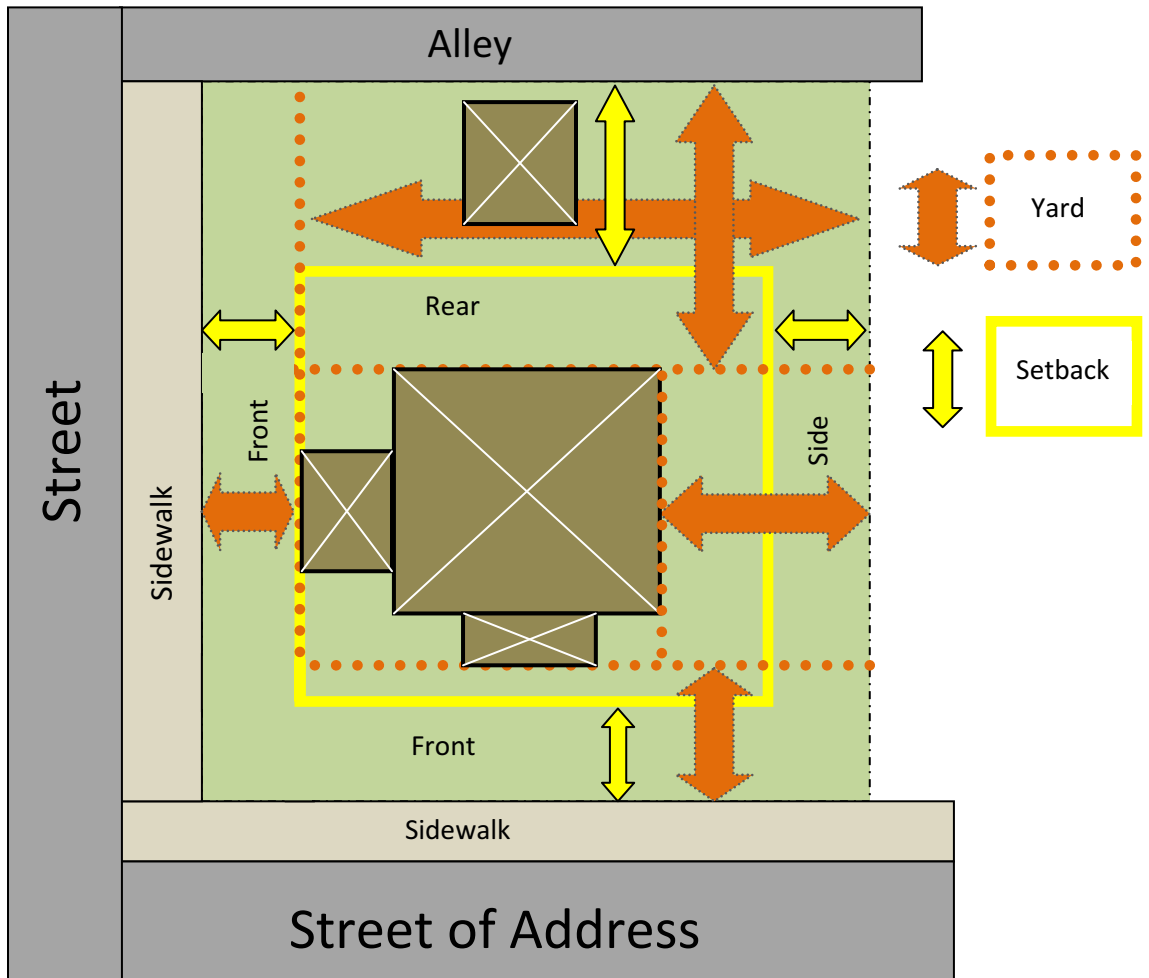 Alley
Yard
Rear
Setback
Street
Sidewalk
Front
Side
Front
Sidewalk
Street of Address